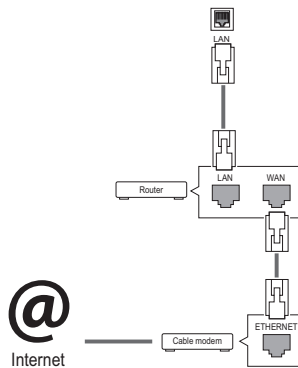 LAN
LAN
WAN
Router
ETHERNET
Cable modem
@
Internet